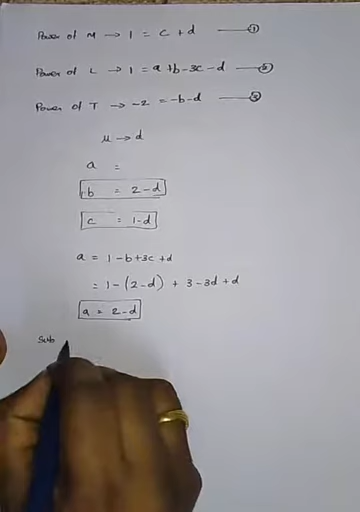 Power of M → 1 = c + d —— ①
Power of L → 1 = a + b - 3c - d —— ②
Power of T → -2 = -b - d —— ③
μ → d
a =
b = 2 - d
c = 1 - d
a = 1 - b + 3c + d
= 1 - (2 - d) + 3 - 3d + d
a = 2 - d
Sub